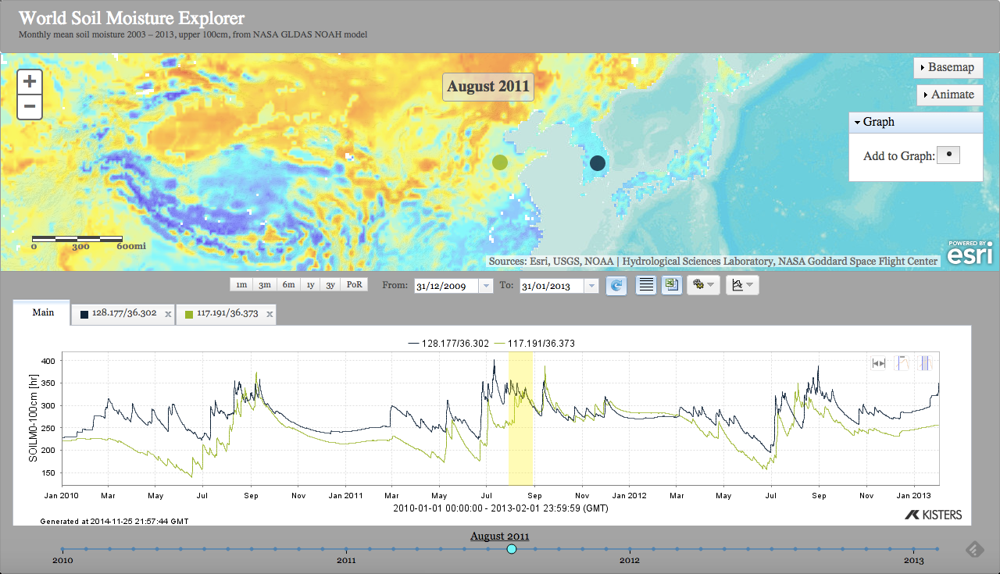 World Soil Moisture Explorer
Monthly mean soil moisture 2003 – 2013, upper 100cm, from NASA GLDAS NOAH model
+
−
August 2011
Basemap
Animate
Graph
Add to Graph:
0 300 600mi
POWERED BY
esri
Sources: Esri, USGS, NOAA | Hydrological Sciences Laboratory, NASA Goddard Space Flight Center
1m 3m 6m 1y 3y PoR From: 31/12/2009 To: 31/01/2013
Main 128.177/36.302 x 117.191/36.373 x
128.177/36.302 117.191/36.373
SOILM0-100cm [hr]
400
350
300
250
200
150
Jan 2010 Mar May Jul Sep Nov Jan 2011 Mar May Jul Sep Nov Jan 2012 Mar May Jul Sep Nov Jan 2013
2010-01-01 00:00:00 - 2013-02-01 23:59:59 (GMT)
Generated at 2014-11-25 21:57:44 GMT
KISTERS
August 2011
2010 2011 2012 2013